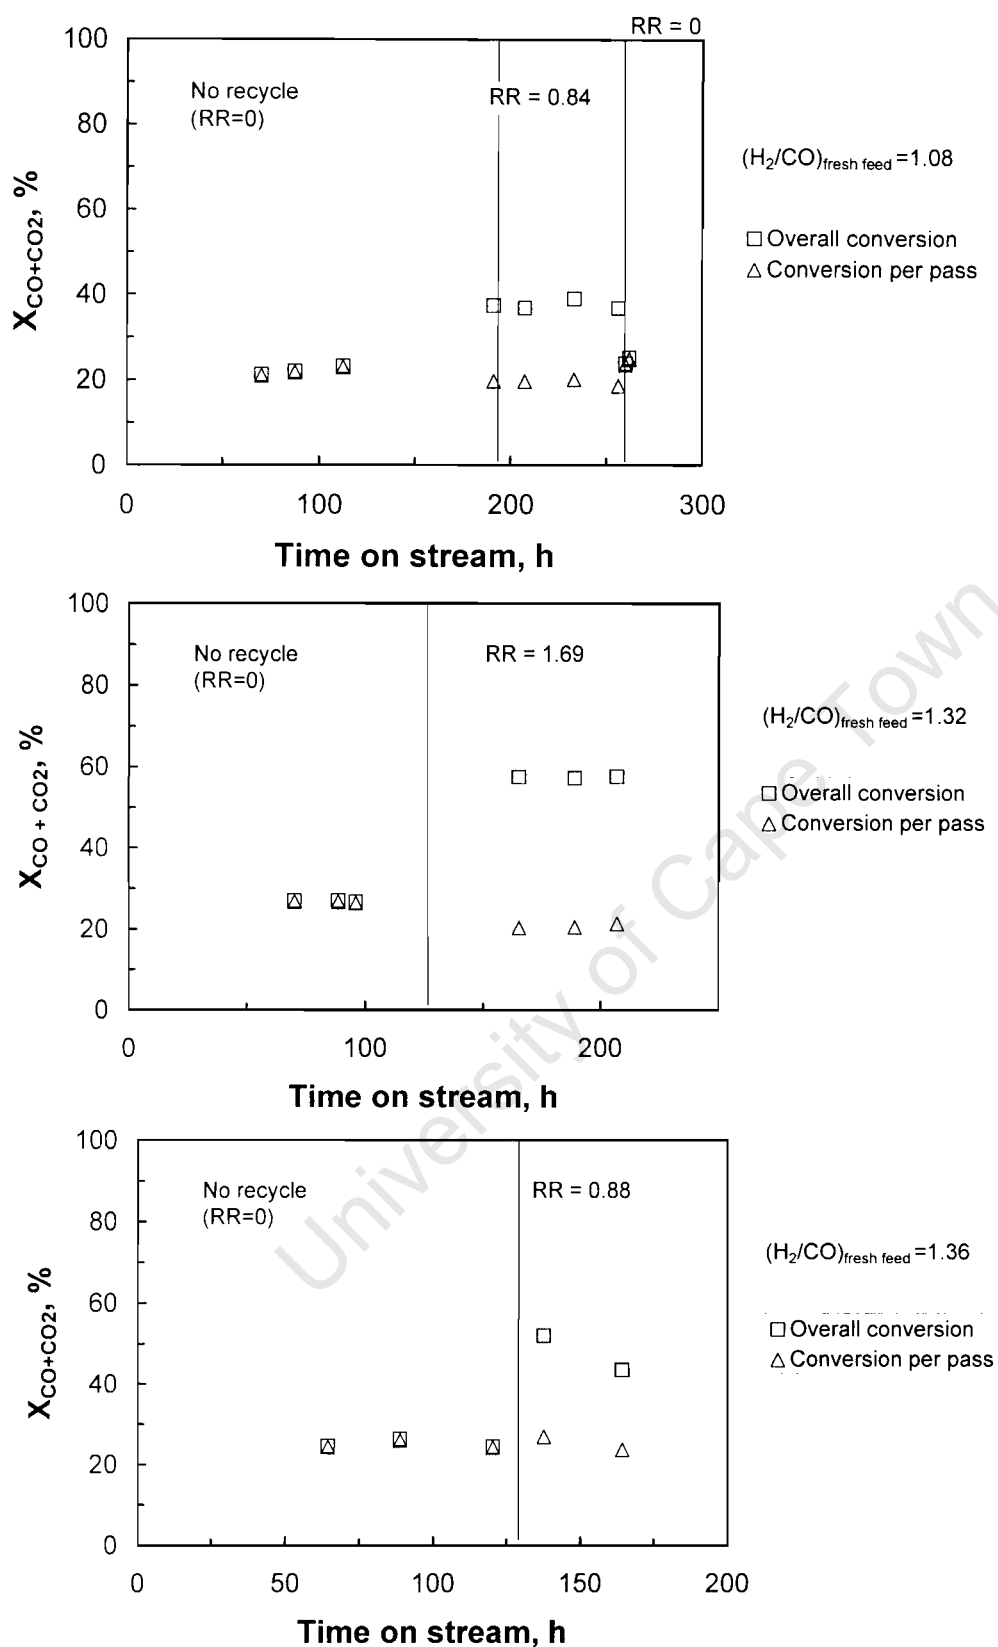 RR = 0
100
80
60
40
20
0
No recycle
(RR=0)
RR = 0.84
(H₂/CO)fresh feed =1.08
Overall conversion
Conversion per pass
X_CO+CO2, %
0 100 200 300
Time on stream, h
100
80
60
40
20
0
No recycle
(RR=0)
RR = 1.69
(H₂/CO)fresh feed =1.32
Overall conversion
Conversion per pass
X_CO + CO2, %
0 100 200
Time on stream, h
100
80
60
40
20
0
No recycle
(RR=0)
RR = 0.88
(H₂/CO)fresh feed =1.36
Overall conversion
Conversion per pass
X_CO+CO2, %
0 50 100 150 200
Time on stream, h
University of Cape Town